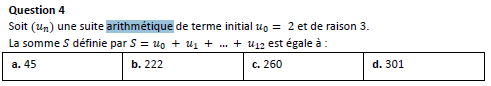 Question 4
Soit (uₙ) une suite arithmétique de terme initial u₀ = 2 et de raison 3.
La somme S définie par S = u₀ + u₁ + ... + u₁₂ est égale à :
a. 45 b. 222 c. 260 d. 301